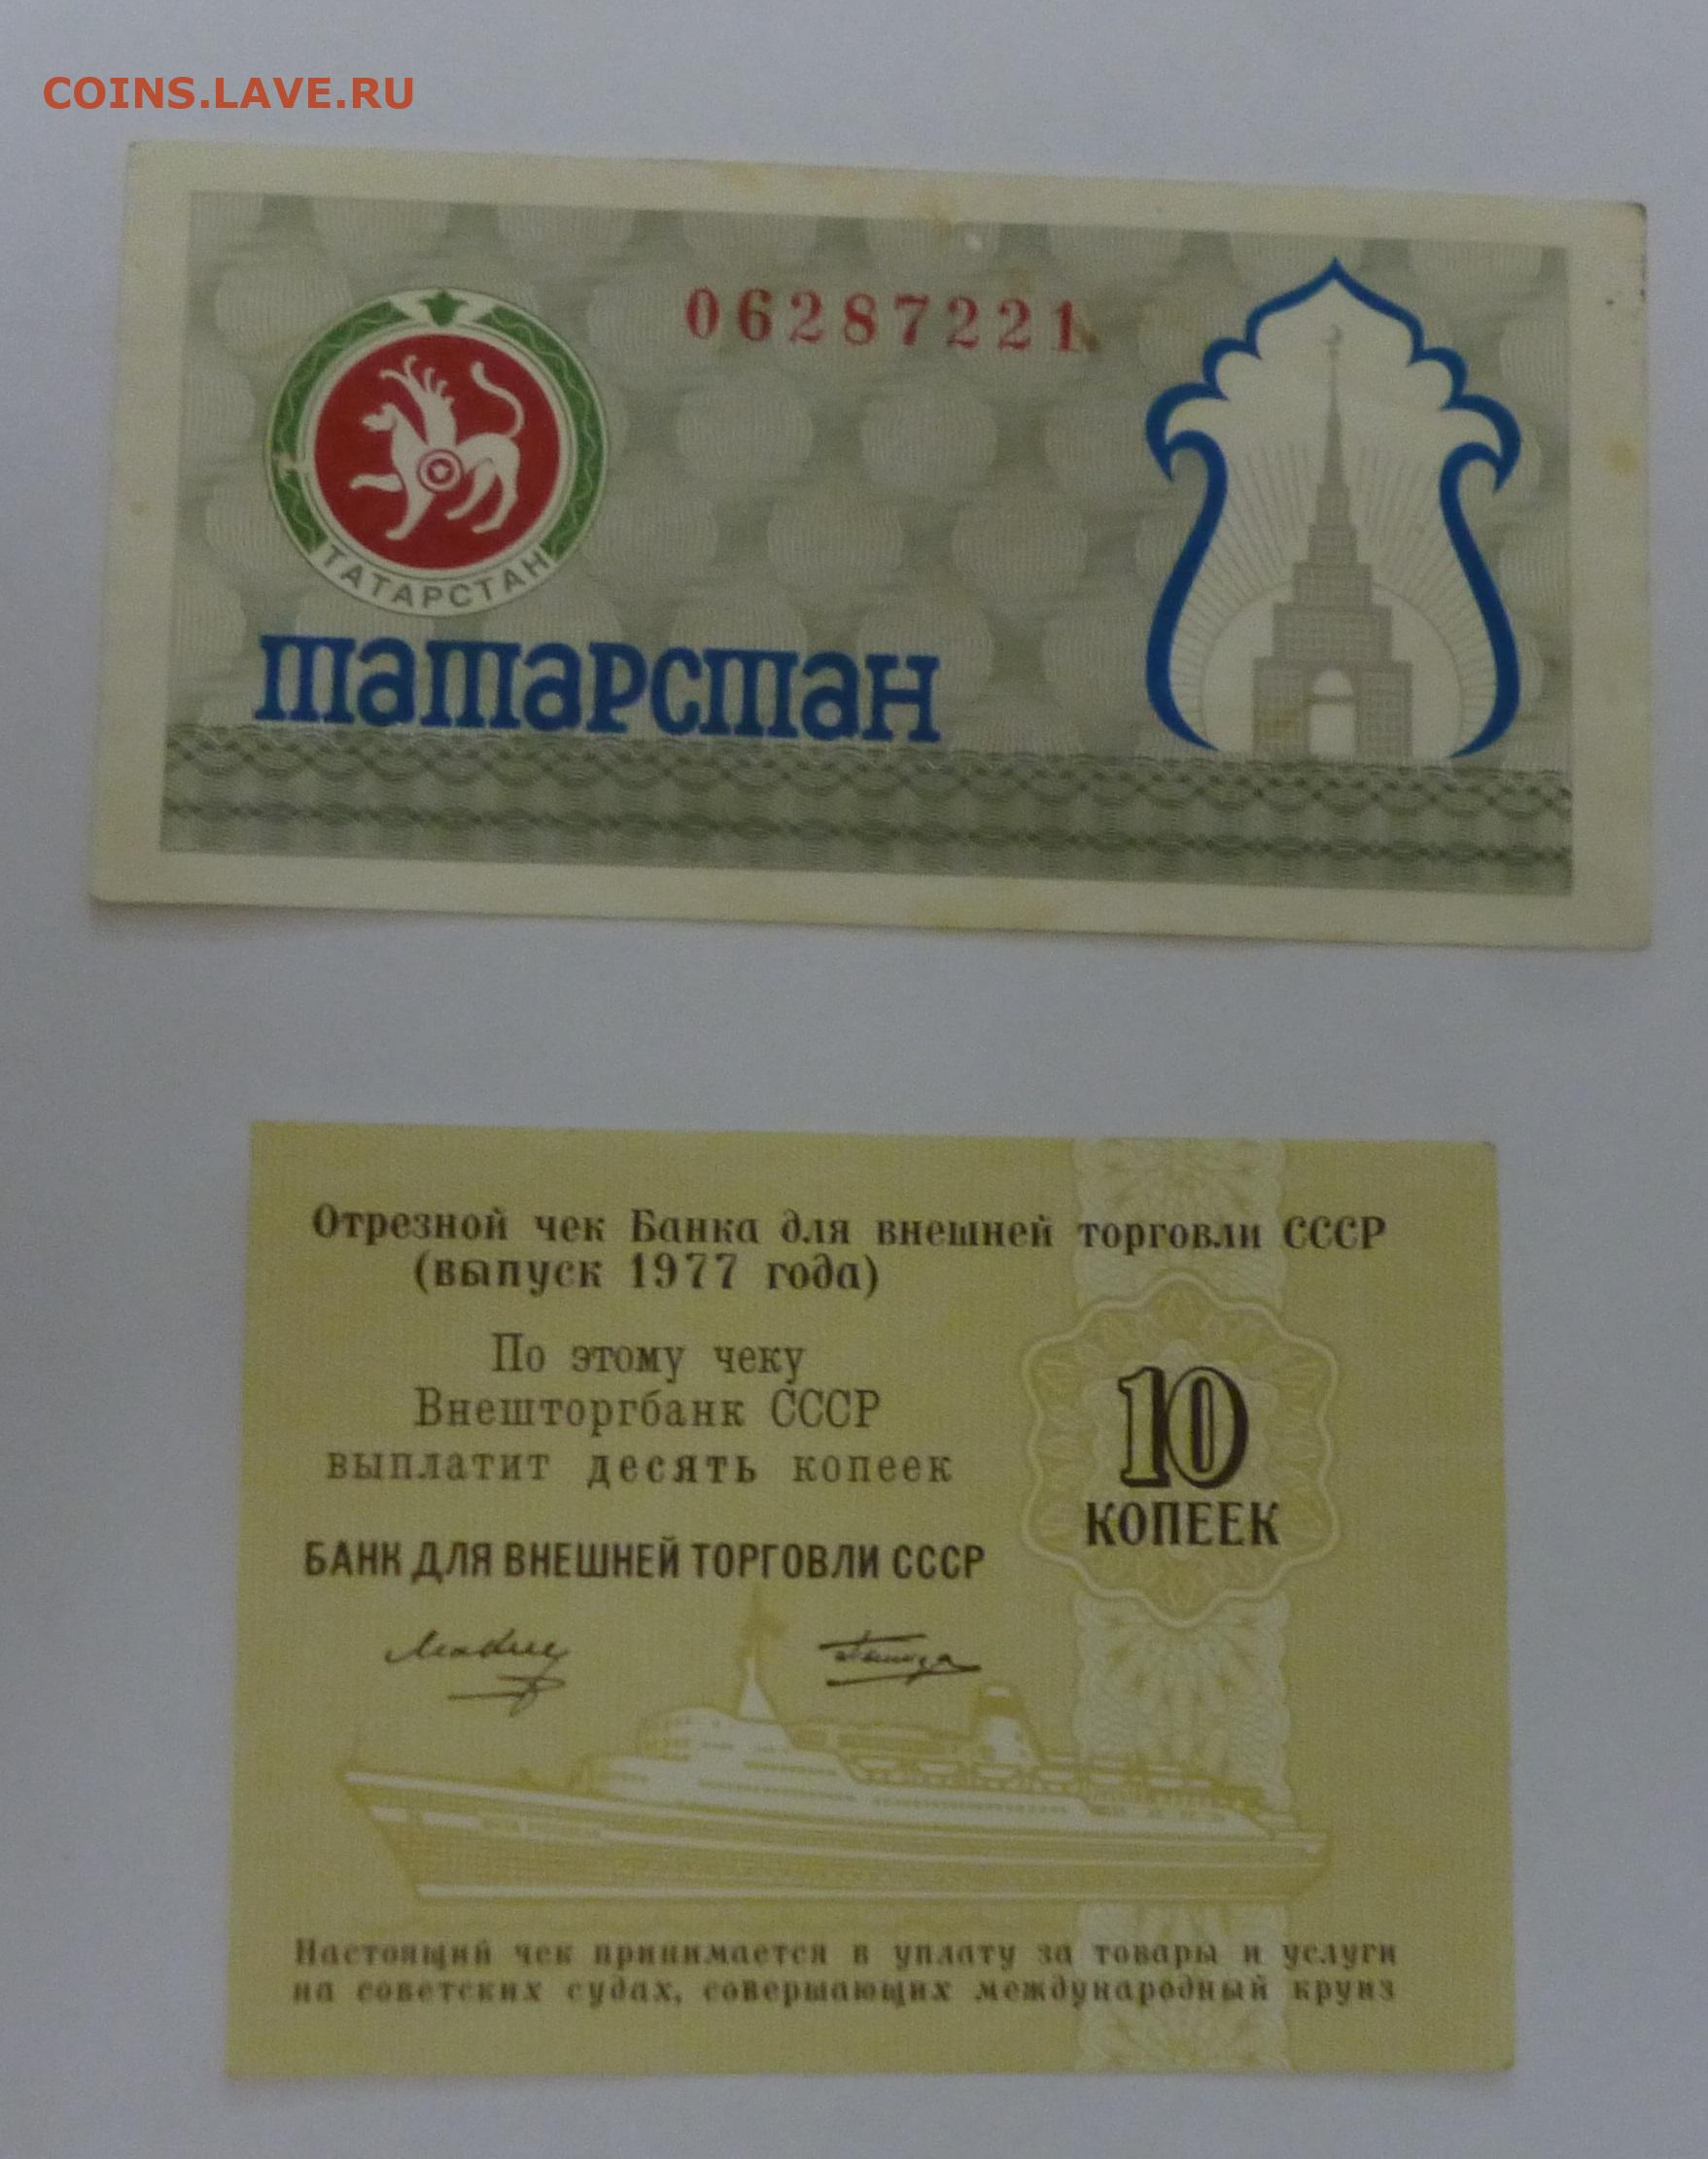 COINS.LAVE.RU
06287221
ТАТАРСТАН
татарстан
Отрезной чек Банка для внешней торговли СССР
(выпуск 1977 года)
По этому чеку
Внешторгбанк СССР
выплатит десять копеек
10
КОПЕЕК
БАНК ДЛЯ ВНЕШНЕЙ ТОРГОВЛИ СССР
Настоящий чек принимается в уплату за товары и услуги
на советских судах, совершающих международный круиз